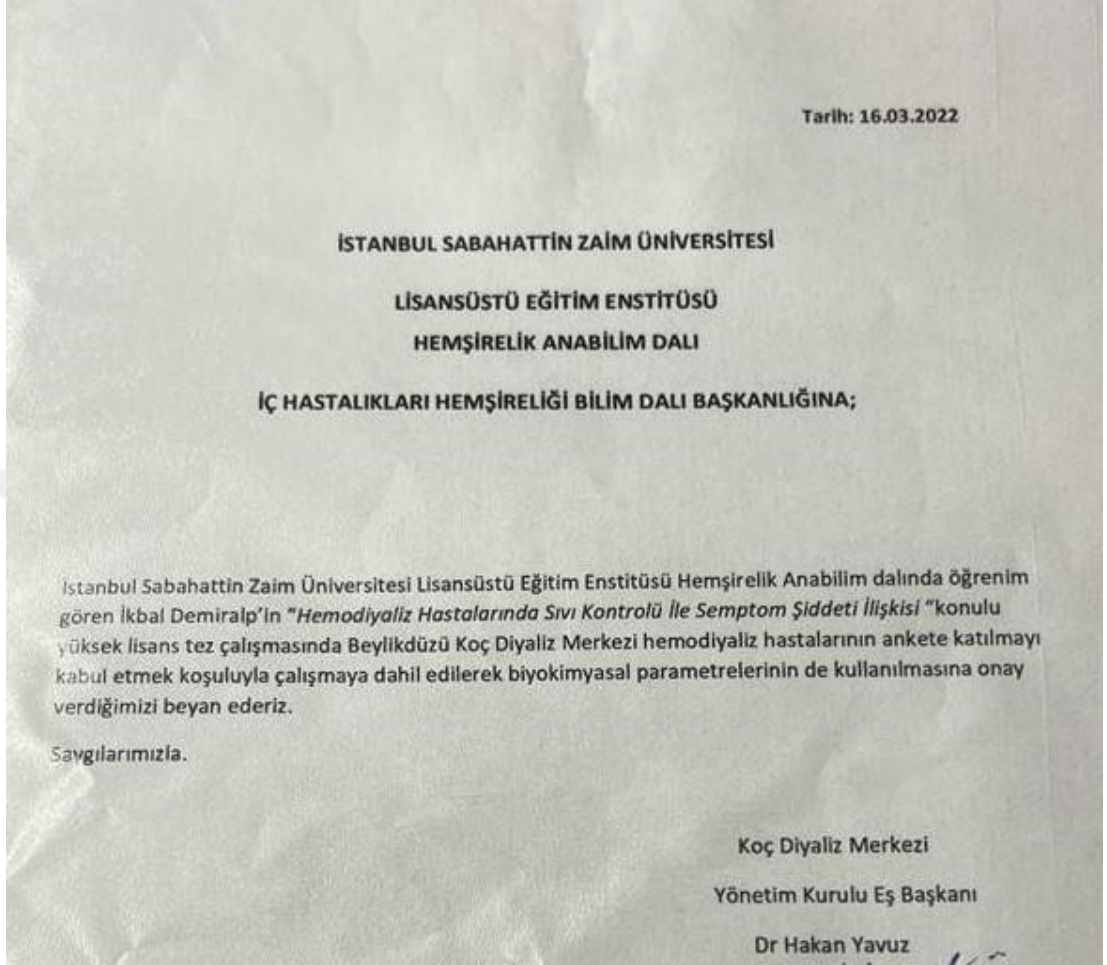 Tarih: 16.03.2022
İSTANBUL SABAHATTİN ZAİM ÜNİVERSİTESİ
LİSANSÜSTÜ EĞİTİM ENSTİTÜSÜ
HEMŞİRELİK ANABİLİM DALI
İÇ HASTALIKLARI HEMŞİRELİĞİ BİLİM DALI BAŞKANLIĞINA;
İstanbul Sabahattin Zaim Üniversitesi Lisansüstü Eğitim Enstitüsü Hemşirelik Anabilim dalında öğrenim
gören İkbal Demiralp'in "Hemodiyaliz Hastalarında Sıvı Kontrolü İle Semptom Şiddeti İlişkisi "konulu
yüksek lisans tez çalışmasında Beylikdüzü Koç Diyaliz Merkezi hemodiyaliz hastalarının ankete katılmayı
kabul etmek koşuluyla çalışmaya dahil edilerek biyokimyasal parametrelerinin de kullanılmasına onay
verdiğimizi beyan ederiz.
Saygılarımızla.
Koç Diyaliz Merkezi
Yönetim Kurulu Eş Başkanı
Dr Hakan Yavuz